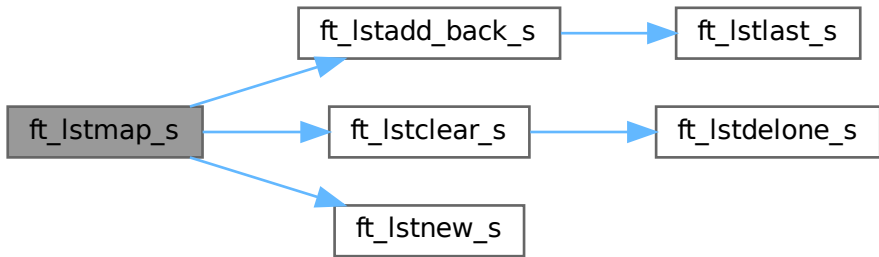 ft_lstadd_back_s
ft_lstlast_s
ft_lstmap_s
ft_lstclear_s
ft_lstdelone_s
ft_lstnew_s